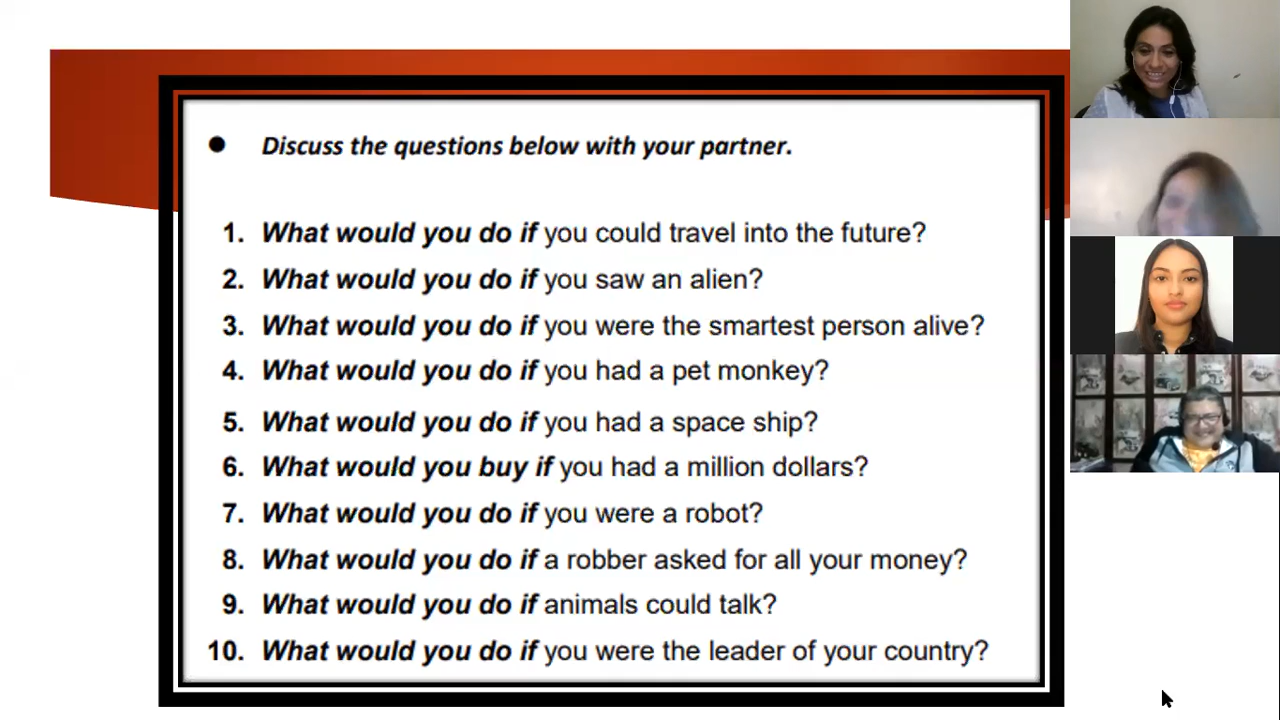 ● Discuss the questions below with your partner.
1. What would you do if you could travel into the future?
2. What would you do if you saw an alien?
3. What would you do if you were the smartest person alive?
4. What would you do if you had a pet monkey?
5. What would you do if you had a space ship?
6. What would you buy if you had a million dollars?
7. What would you do if you were a robot?
8. What would you do if a robber asked for all your money?
9. What would you do if animals could talk?
10. What would you do if you were the leader of your country?